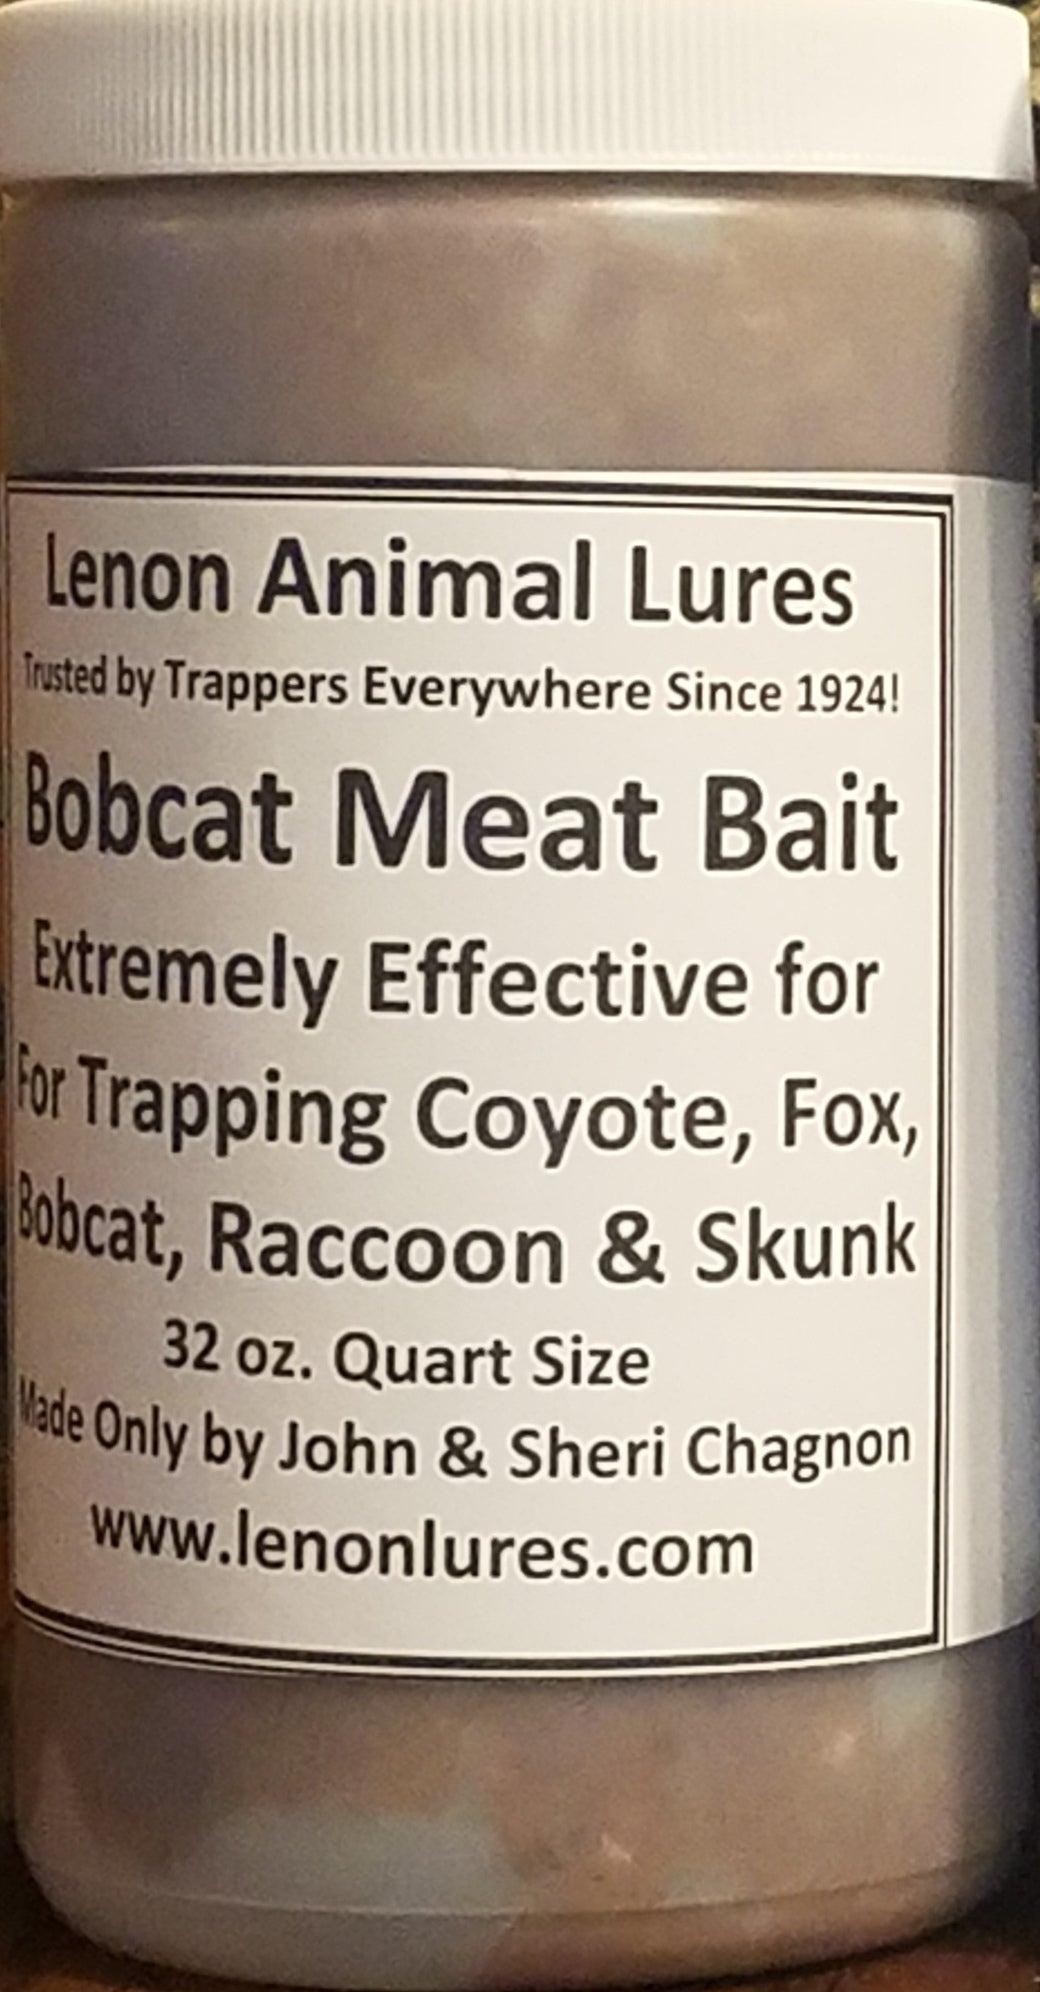 Lenon Animal Lures
Trusted by Trappers Everywhere Since 1924!
Bobcat Meat Bait
Extremely Effective for
For Trapping Coyote, Fox,
Bobcat, Raccoon & Skunk
32 oz. Quart Size
Made Only by John & Sheri Chagnon
www.lenonlures.com